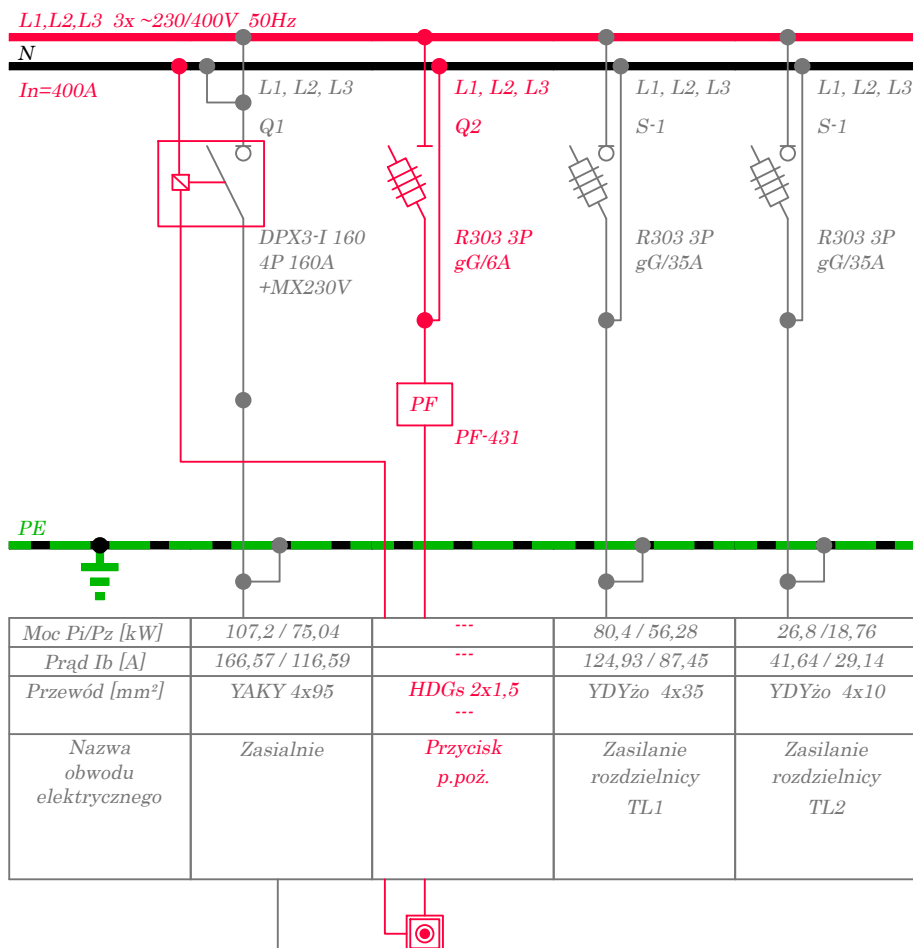 L1,L2,L3 3x ~230/400V 50Hz
N
In=400A
L1, L2, L3
Q1
DPX3-I 160
4P 160A
+MX230V
L1, L2, L3
Q2
R303 3P
gG/6A
PF
PF-431
L1, L2, L3
S-1
R303 3P
gG/35A
L1, L2, L3
S-1
R303 3P
gG/35A
PE
Moc Pi/Pz [kW] 107,2 / 75,04 --- 80,4 / 56,28 26,8 /18,76
Prąd Ib [A] 166,57 / 116,59 --- 124,93 / 87,45 41,64 / 29,14
Przewód [mm²] YAKY 4x95 HDGs 2x1,5 YDYżo 4x35 YDYżo 4x10
---
Nazwa Zasialnie Przycisk Zasilanie Zasilanie
obwodu p.poż. rozdzielnicy rozdzielnicy
elektrycznego TL1 TL2